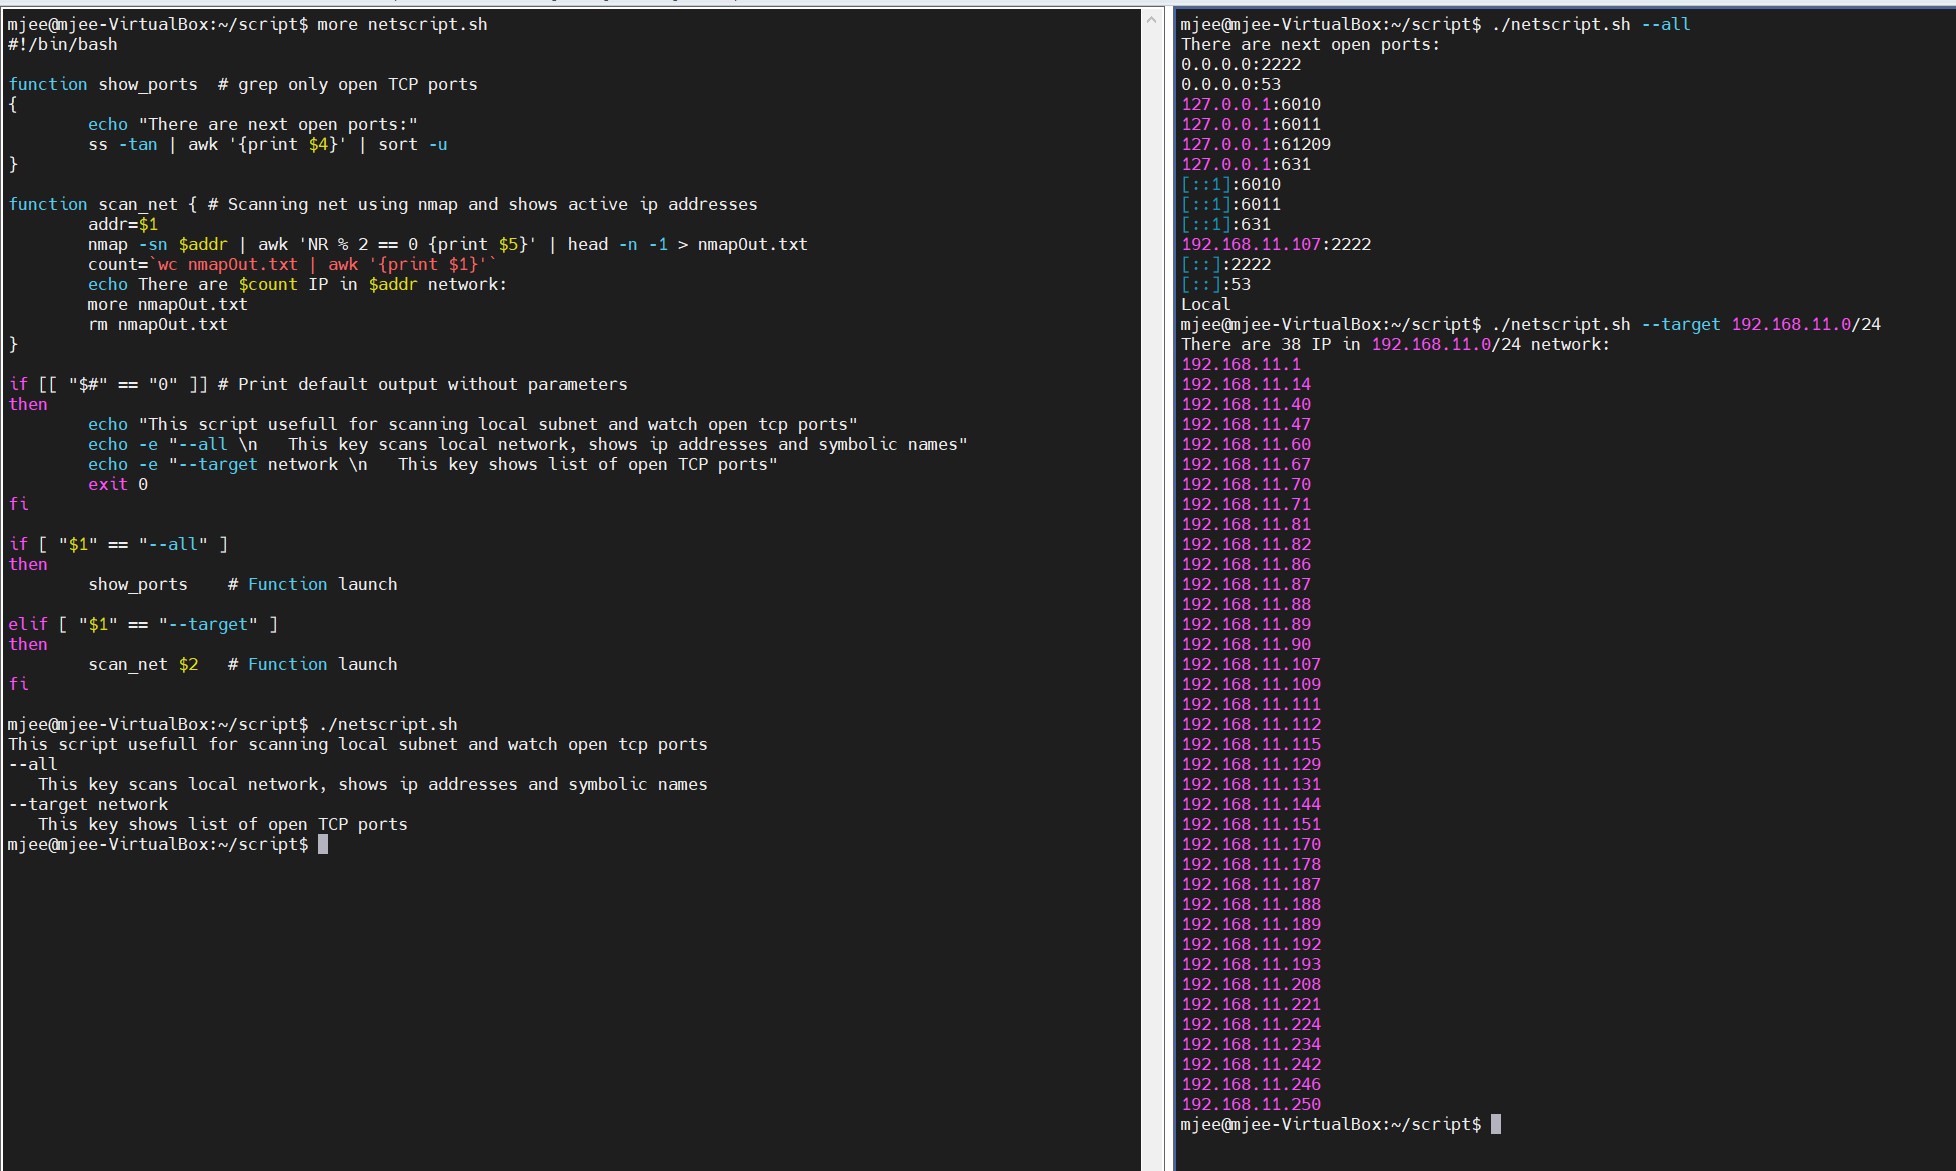 mjee@mjee-VirtualBox:~/script$ more netscript.sh
#!/bin/bash
function show_ports  # grep only open TCP ports
{
        echo "There are next open ports:"
        ss -tan | awk '{print $4}' | sort -u
}
function scan_net { # Scanning net using nmap and shows active ip addresses
        addr=$1
        nmap -sn $addr | awk 'NR % 2 == 0 {print $5}' | head -n -1 > nmapOut.txt
        count=`wc nmapOut.txt | awk '{print $1}'`
        echo There are $count IP in $addr network:
        more nmapOut.txt
        rm nmapOut.txt
}
if [[ "$#" == "0" ]] # Print default output without parameters
then
        echo "This script usefull for scanning local subnet and watch open tcp ports"
        echo -e "--all \n   This key scans local network, shows ip addresses and symbolic names"
        echo -e "--target network \n   This key shows list of open TCP ports"
        exit 0
fi
if [ "$1" == "--all" ]
then
        show_ports    # Function launch
elif [ "$1" == "--target" ]
then
        scan_net $2   # Function launch
fi
mjee@mjee-VirtualBox:~/script$ ./netscript.sh
This script usefull for scanning local subnet and watch open tcp ports
--all
   This key scans local network, shows ip addresses and symbolic names
--target network
   This key shows list of open TCP ports
mjee@mjee-VirtualBox:~/script$
mjee@mjee-VirtualBox:~/script$ ./netscript.sh --all
There are next open ports:
0.0.0.0:2222
0.0.0.0:53
127.0.0.1:6010
127.0.0.1:6011
127.0.0.1:61209
127.0.0.1:631
[::1]:6010
[::1]:6011
[::1]:631
192.168.11.107:2222
[::]:2222
[::]:53
Local
mjee@mjee-VirtualBox:~/script$ ./netscript.sh --target 192.168.11.0/24
There are 38 IP in 192.168.11.0/24 network:
192.168.11.1
192.168.11.14
192.168.11.40
192.168.11.47
192.168.11.60
192.168.11.67
192.168.11.70
192.168.11.71
192.168.11.81
192.168.11.82
192.168.11.86
192.168.11.87
192.168.11.88
192.168.11.89
192.168.11.90
192.168.11.107
192.168.11.109
192.168.11.111
192.168.11.112
192.168.11.115
192.168.11.129
192.168.11.131
192.168.11.144
192.168.11.151
192.168.11.170
192.168.11.178
192.168.11.187
192.168.11.188
192.168.11.189
192.168.11.192
192.168.11.193
192.168.11.208
192.168.11.221
192.168.11.224
192.168.11.234
192.168.11.242
192.168.11.246
192.168.11.250
mjee@mjee-VirtualBox:~/script$